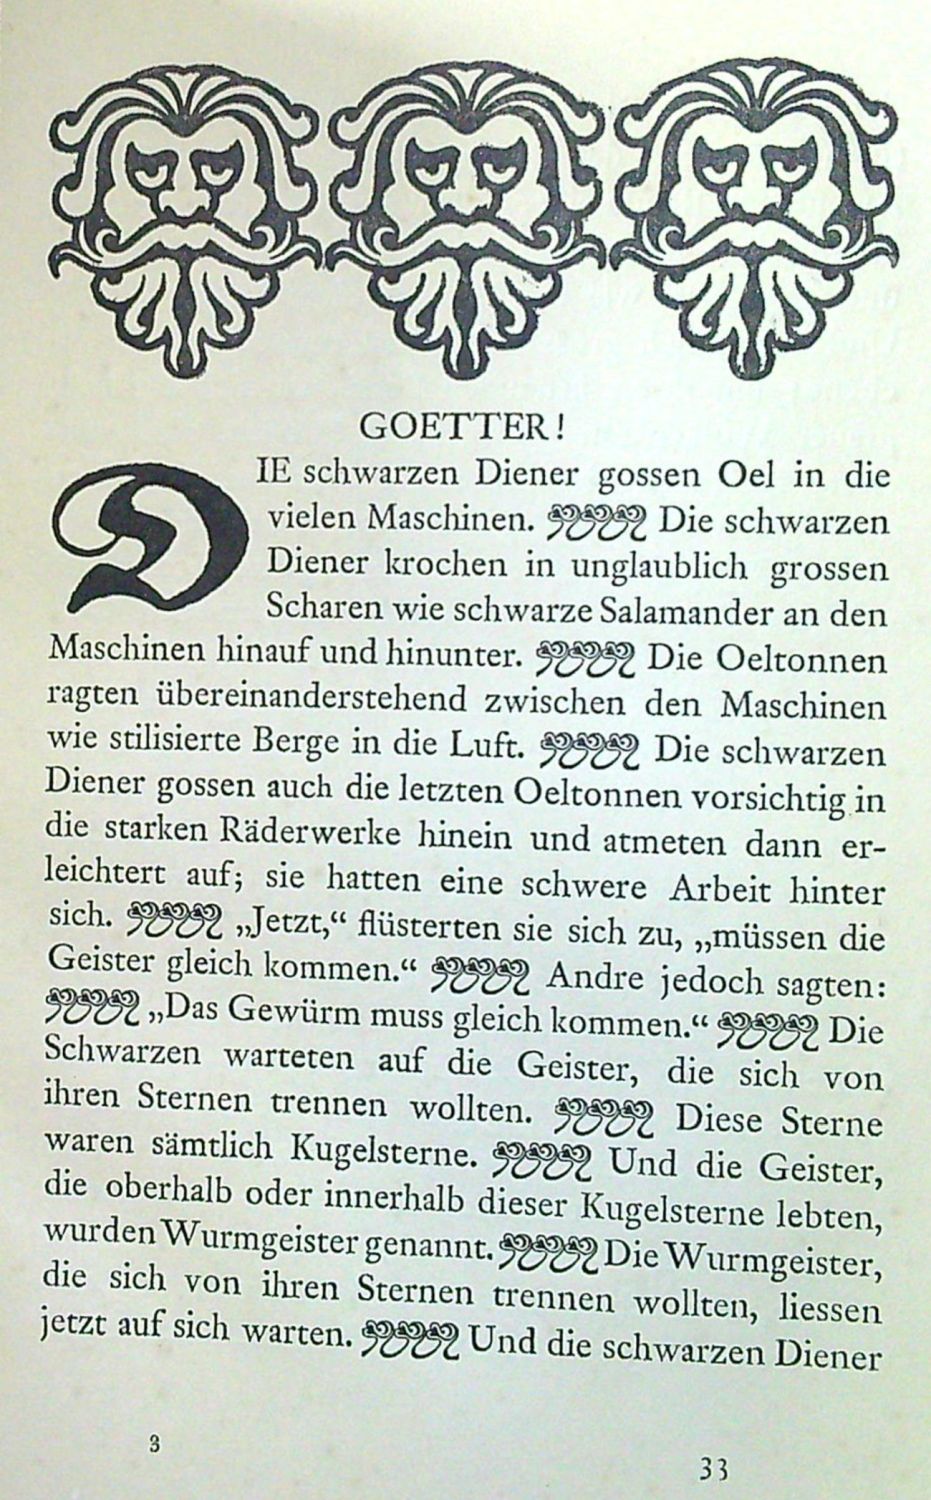 GOETTER!
DIE schwarzen Diener gossen Oel in die
vielen Maschinen. Die schwarzen
Diener krochen in unglaublich grossen
Scharen wie schwarze Salamander an den
Maschinen hinauf und hinunter. Die Oeltonnen
ragten übereinanderstehend zwischen den Maschinen
wie stilisierte Berge in die Luft. Die schwarzen
Diener gossen auch die letzten Oeltonnen vorsichtig in
die starken Räderwerke hinein und atmeten dann er-
leichtert auf; sie hatten eine schwere Arbeit hinter
sich. „Jetzt,“ flüsterten sie sich zu, „müssen die
Geister gleich kommen.“ Andre jedoch sagten:
„Das Gewürm muss gleich kommen.“ Die
Schwarzen warteten auf die Geister, die sich von
ihren Sternen trennen wollten. Diese Sterne
waren sämtlich Kugelsterne. Und die Geister,
die oberhalb oder innerhalb dieser Kugelsterne lebten,
wurden Wurmgeister genannt. Die Wurmgeister,
die sich von ihren Sternen trennen wollten, liessen
jetzt auf sich warten. Und die schwarzen Diener
3
33